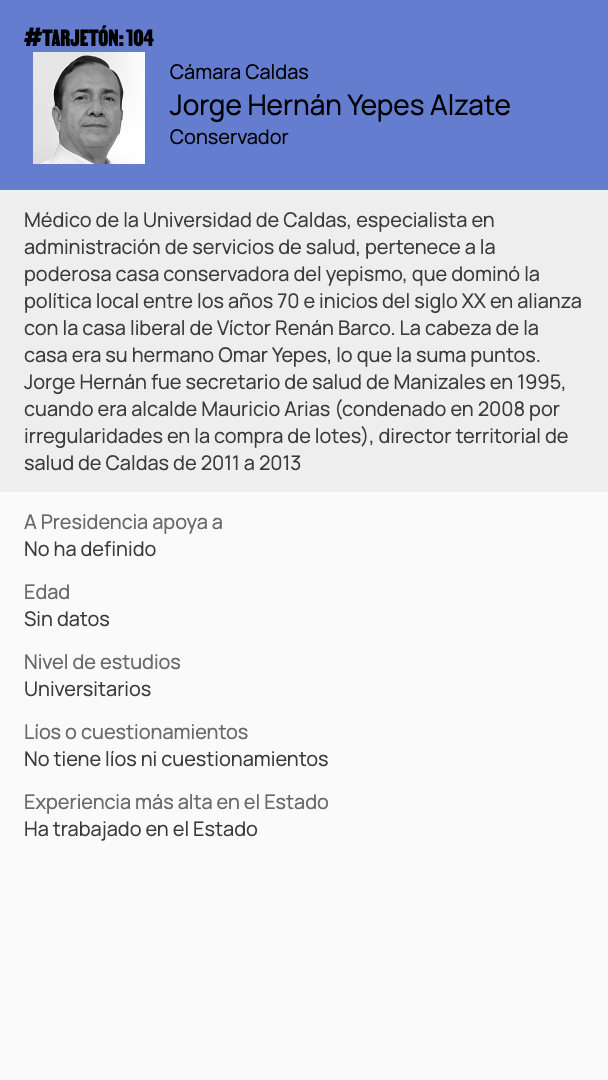 #TARJETÓN: 104
Cámara Caldas
Jorge Hernán Yepes Alzate
Conservador
Médico de la Universidad de Caldas, especialista en
administración de servicios de salud, pertenece a la
poderosa casa conservadora del yepismo, que dominó la
política local entre los años 70 e inicios del siglo XX en alianza
con la casa liberal de Víctor Renán Barco. La cabeza de la
casa era su hermano Omar Yepes, lo que la suma puntos.
Jorge Hernán fue secretario de salud de Manizales en 1995,
cuando era alcalde Mauricio Arias (condenado en 2008 por
irregularidades en la compra de lotes), director territorial de
salud de Caldas de 2011 a 2013
A Presidencia apoya a
No ha definido
Edad
Sin datos
Nivel de estudios
Universitarios
Líos o cuestionamientos
No tiene líos ni cuestionamientos
Experiencia más alta en el Estado
Ha trabajado en el Estado